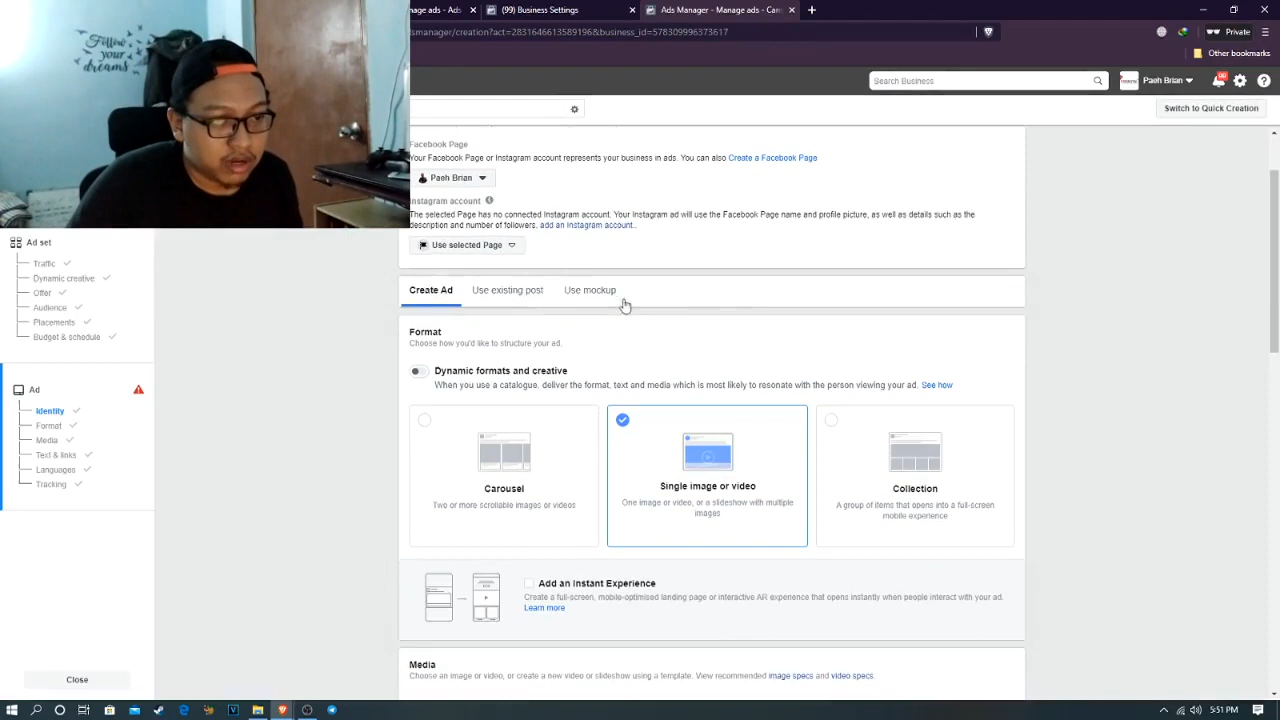 Follow
your
dreams
nage ads - Ads
(99) Settings
Ads Manager - Manage ads - Ads
dsmanager/creation?act=2831646613589196&business_id=578309996373617
Private
Other bookmarks
Search Business
Paeh Brian
Switch to Quick Creation
Facebook Page
Your Facebook Page or Instagram account represents your business in ads. You can also Create a Facebook Page
Paeh Brian
Instagram account
The selected Page has no connected Instagram account. Your Instagram ad will use the Facebook Page name and profile picture, as well as details such as the
description and number of followers. add an Instagram account..
Use selected Page
Ad set
Traffic
Dynamic creative
Offer
Audience
Placements
Budget & schedule
Create Ad
Use existing post
Use mockup
Format
Choose how you'd like to structure your ad.
Dynamic formats and creative
When you use a catalogue, deliver the format, text and media which is most likely to resonate with the person viewing your ad. See how
Ad
Identity
Format
Media
Text & links
Languages
Tracking
Carousel
Two or more scrollable images or videos
Single image or video
One image or video, or a slideshow with multiple
images
Collection
A group of items that opens into a full-screen
mobile experience
Add an Instant Experience
Create a full-screen, mobile-optimised landing page or interactive AR experience that opens instantly when people interact with your ad.
Learn more
Media
Choose an image or video, or create a new video or slideshow using a template. View recommended image specs and video specs.
Close
5:51 PM